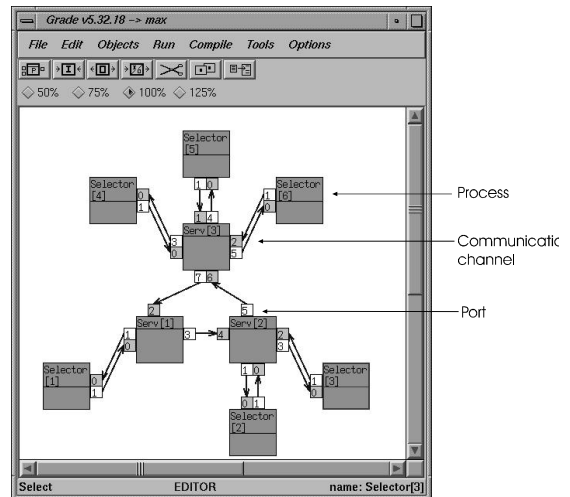 Grade v5.32.18 -> max
File Edit Objects Run Compile Tools Options
50% 75% 100% 125%
Selector
[5]
1 0
Selector
[4]
0
1
Selector
[6]
1
0
Process
1 4
Serv[3]
3
0
2
5
7 6
Communicatic
channel
2
5
Port
Serv[1]
1
0
3
Serv[2]
4
2
3
1 0
Selector
[1]
0
1
Selector
[3]
1
0
0 1
Selector
[2]
Select EDITOR name: Selector[3]